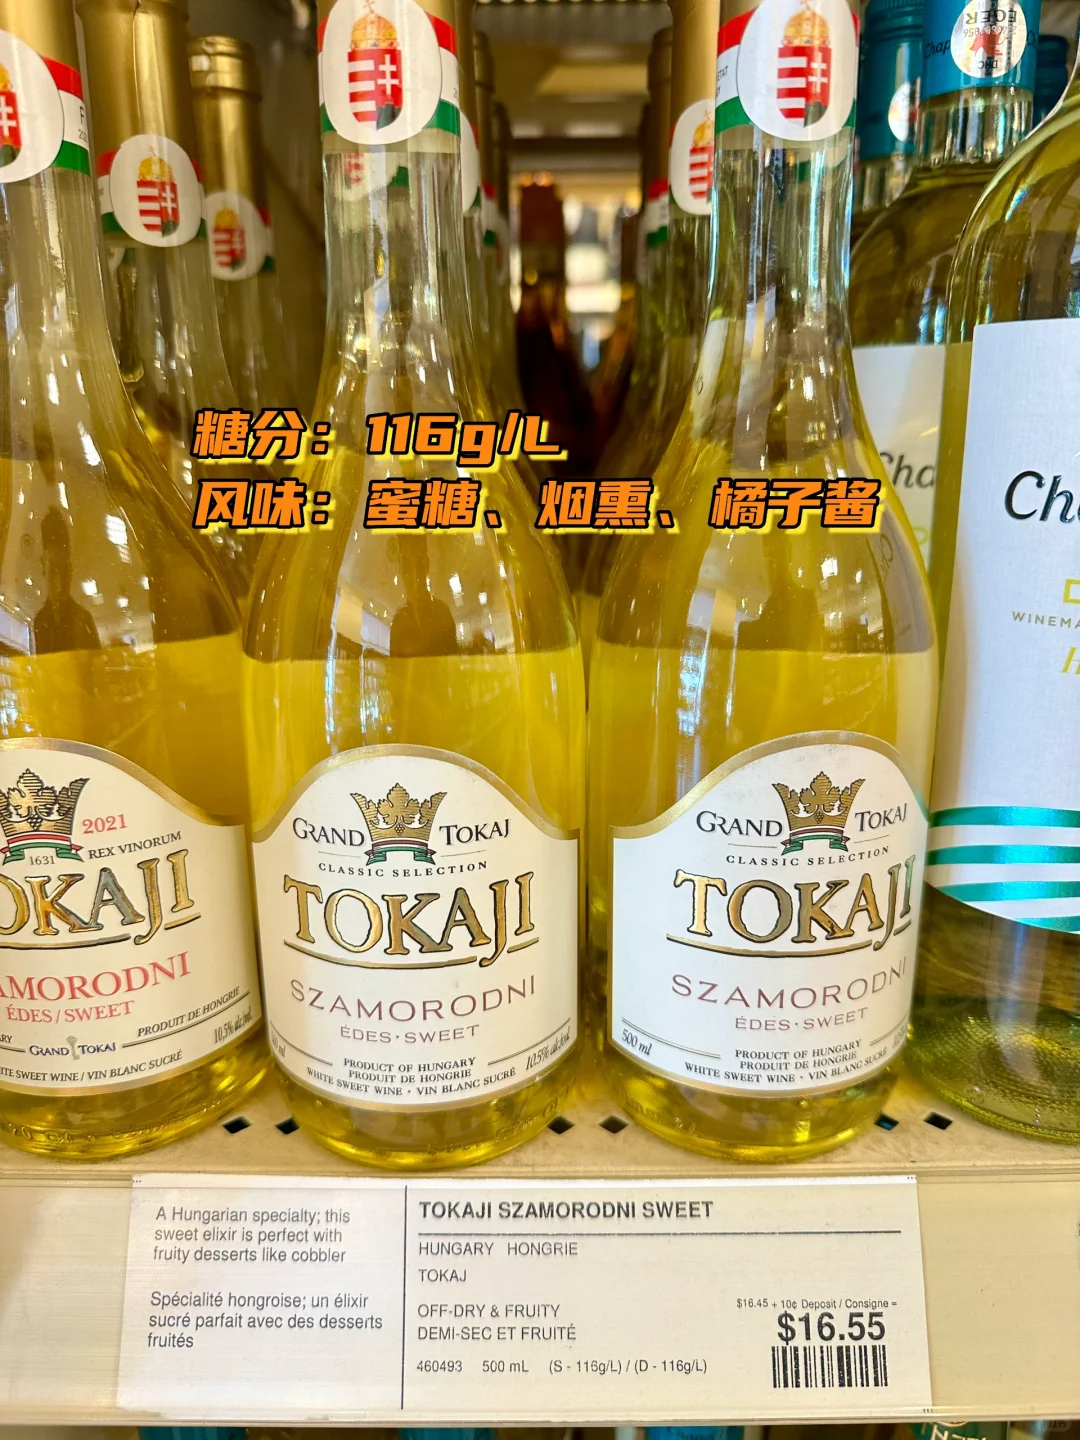 糖分：116g/L
风味：蜜糖、烟熏、橘子酱
2021
1631
REX VINORUM
OKAJI
AMORODNI
ÉDES / SWEET
PRODUIT DE HONGRIE
GRAND TOKAJ
10,5% alc./vol.
TE SWEET WINE / VIN BLANC SUCRÉ
GRAND TOKAJ
CLASSIC SELECTION
TOKAJI
SZAMORODNI
ÉDES · SWEET
PRODUCT OF HUNGARY
PRODUIT DE HONGRIE
10.5% alc./vol.
WHITE SWEET WINE · VIN BLANC SUCRÉ
GRAND TOKAJ
CLASSIC SELECTION
TOKAJI
SZAMORODNI
ÉDES · SWEET
500 ml
PRODUCT OF HUNGARY
PRODUIT DE HONGRIE
WHITE SWEET WINE · VIN BLANC SUCRÉ
EGER
Chap
Cha
Cha
WINEMA
A Hungarian specialty; this
sweet elixir is perfect with
fruity desserts like cobbler
Spécialité hongroise; un élixir
sucré parfait avec des desserts
fruités
TOKAJI SZAMORODNI SWEET
HUNGARY HONGRIE
TOKAJ
OFF-DRY & FRUITY
DEMI-SEC ET FRUITÉ
460493 500 mL (S - 116g/L) / (D - 116g/L)
$16.45 + 10¢ Deposit / Consigne =
$16.55